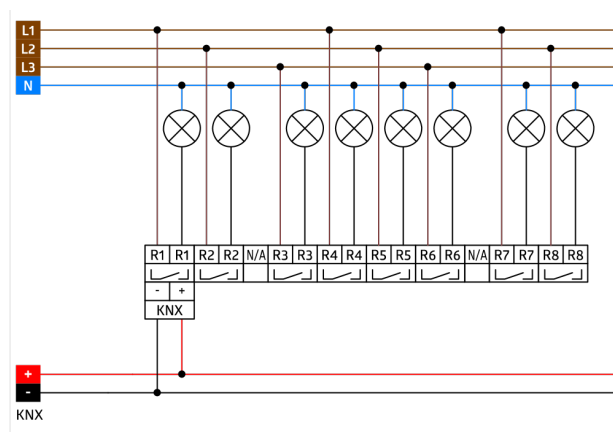 L1
L2
L3
N
R1 R1 R2 R2 N/A R3 R3 R4 R4 R5 R5 R6 R6 N/A R7 R7 R8 R8
- +
KNX
+
-
KNX